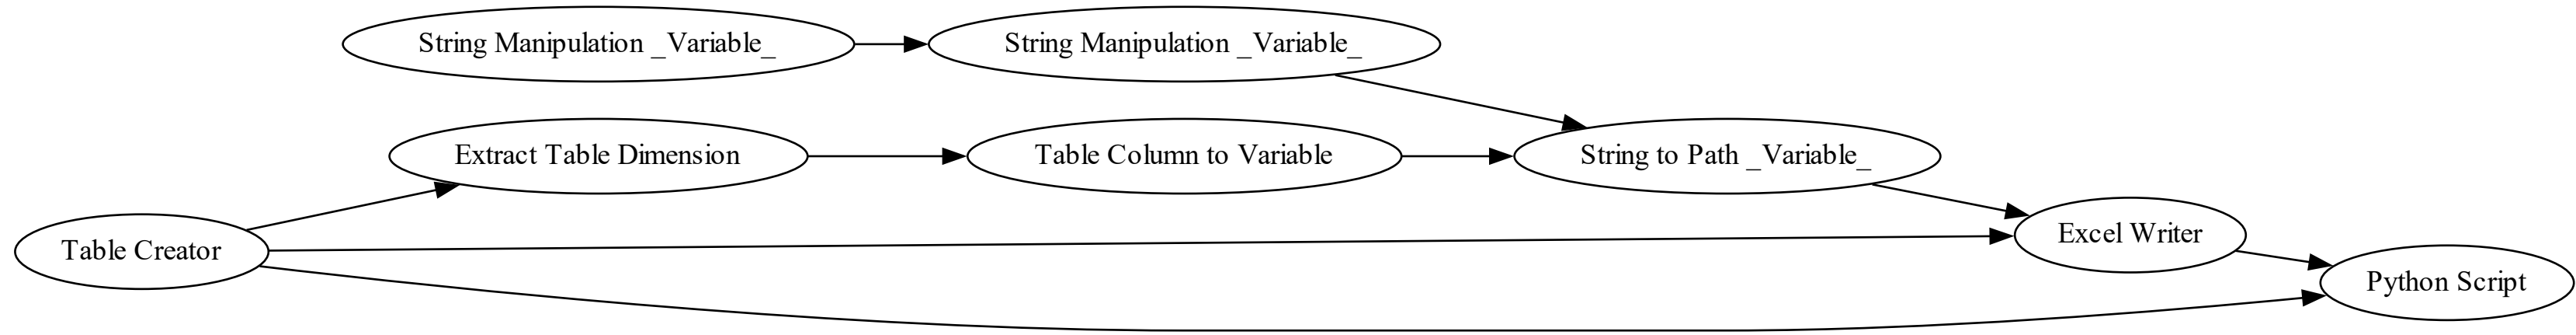 String Manipulation _Variable_
String Manipulation _Variable_
Extract Table Dimension
Table Column to Variable
String to Path _Variable_
Table Creator
Excel Writer
Python Script